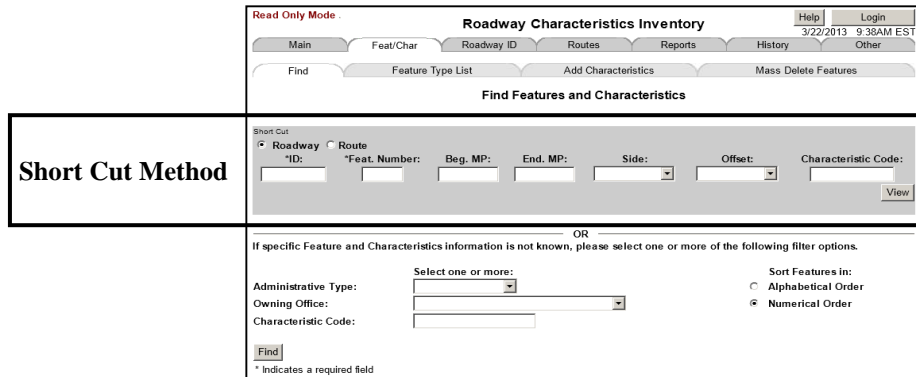 Read Only Mode .
Roadway Characteristics Inventory
Help Login
3/22/2013 9:38AM EST
Main Feat/Char Roadway ID Routes Reports History Other
Find Feature Type List Add Characteristics Mass Delete Features
Find Features and Characteristics
Short Cut Method
Short Cut
Roadway Route
*ID: *Feat. Number: Beg. MP: End. MP: Side: Offset: Characteristic Code:
View
OR
If specific Feature and Characteristics information is not known, please select one or more of the following filter options.
Select one or more: Sort Features in:
Administrative Type: Alphabetical Order
Owning Office: Numerical Order
Characteristic Code:
Find
* Indicates a required field